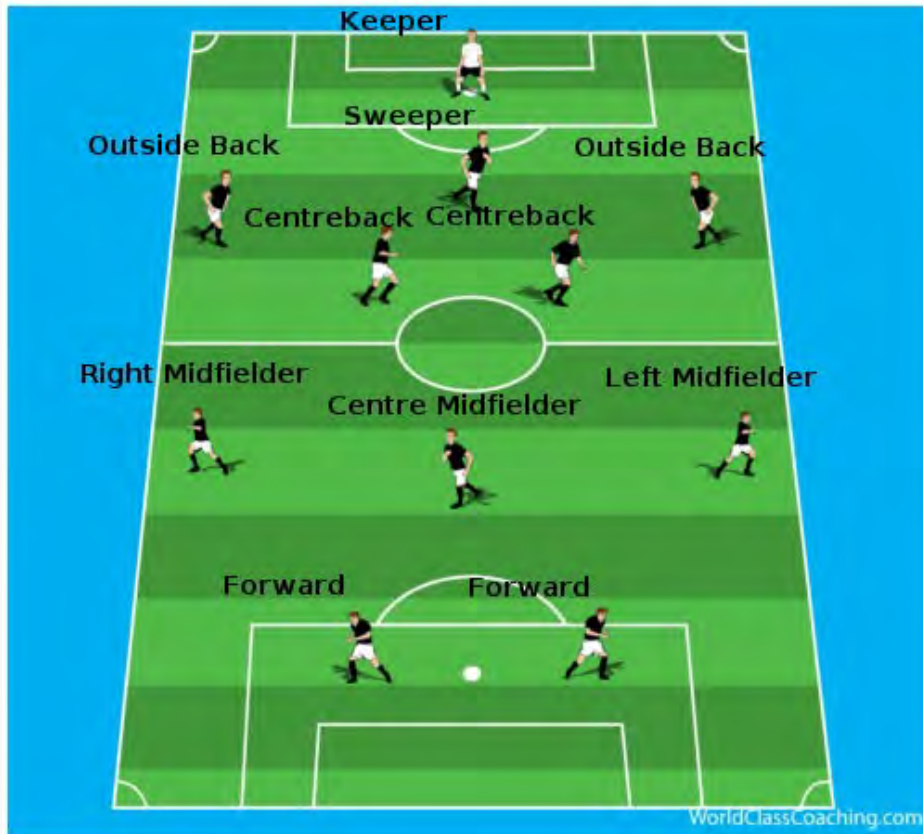 Keeper
Sweeper
Outside Back
Outside Back
Centreback
Centreback
Right Midfielder
Left Midfielder
Centre Midfielder
Forward
Forward
WorldClassCoaching.com